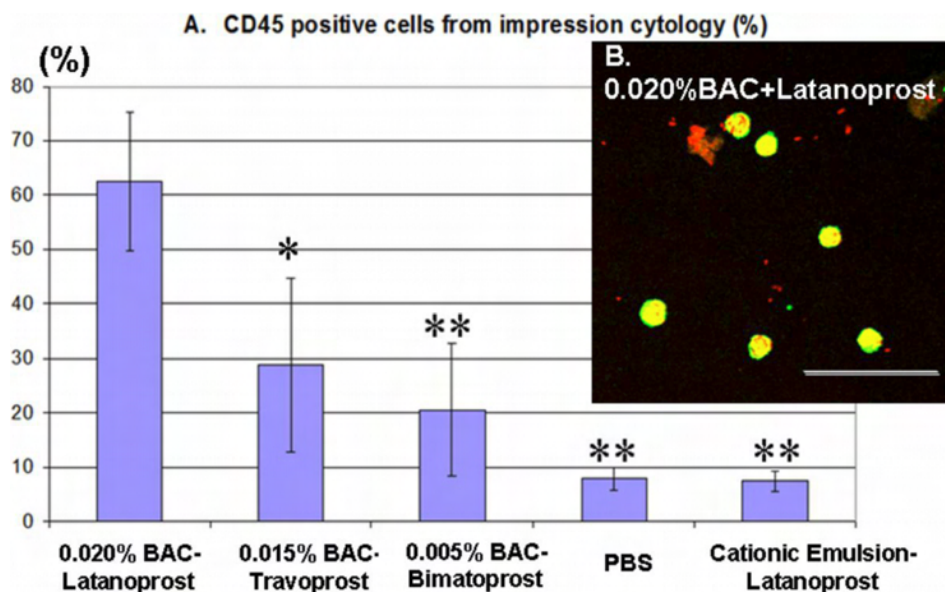 A. CD45 positive cells from impression cytology (%)
(%)
B.
0.020%BAC+Latanoprost
80
70
60
50
40
30
20
10
0
*
**
**
**
0.020% BAC-
Latanoprost
0.015% BAC-
Travoprost
0.005% BAC-
Bimatoprost
PBS
Cationic Emulsion-
Latanoprost